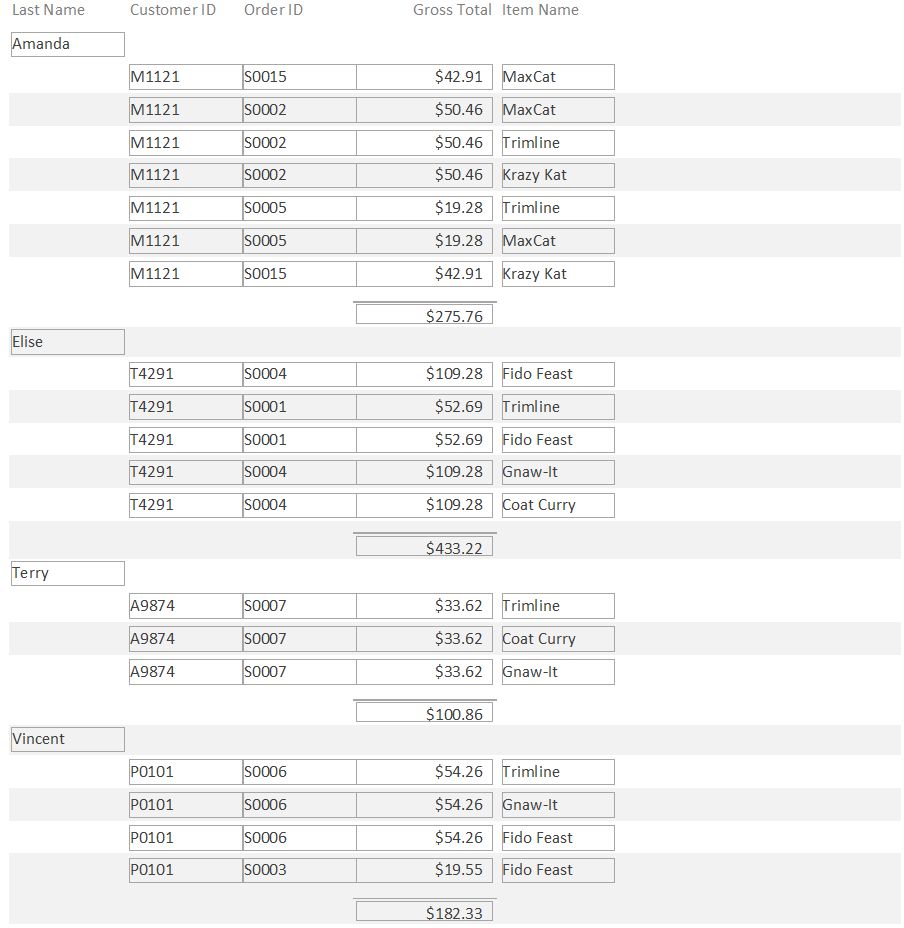 Last Name Customer ID Order ID Gross Total Item Name
Amanda
M1121 S0015 $42.91 MaxCat
M1121 S0002 $50.46 MaxCat
M1121 S0002 $50.46 Trimline
M1121 S0002 $50.46 Krazy Kat
M1121 S0005 $19.28 Trimline
M1121 S0005 $19.28 MaxCat
M1121 S0015 $42.91 Krazy Kat
$275.76
Elise
T4291 S0004 $109.28 Fido Feast
T4291 S0001 $52.69 Trimline
T4291 S0001 $52.69 Fido Feast
T4291 S0004 $109.28 Gnaw-It
T4291 S0004 $109.28 Coat Curry
$433.22
Terry
A9874 S0007 $33.62 Trimline
A9874 S0007 $33.62 Coat Curry
A9874 S0007 $33.62 Gnaw-It
$100.86
Vincent
P0101 S0006 $54.26 Trimline
P0101 S0006 $54.26 Gnaw-It
P0101 S0006 $54.26 Fido Feast
P0101 S0003 $19.55 Fido Feast
$182.33